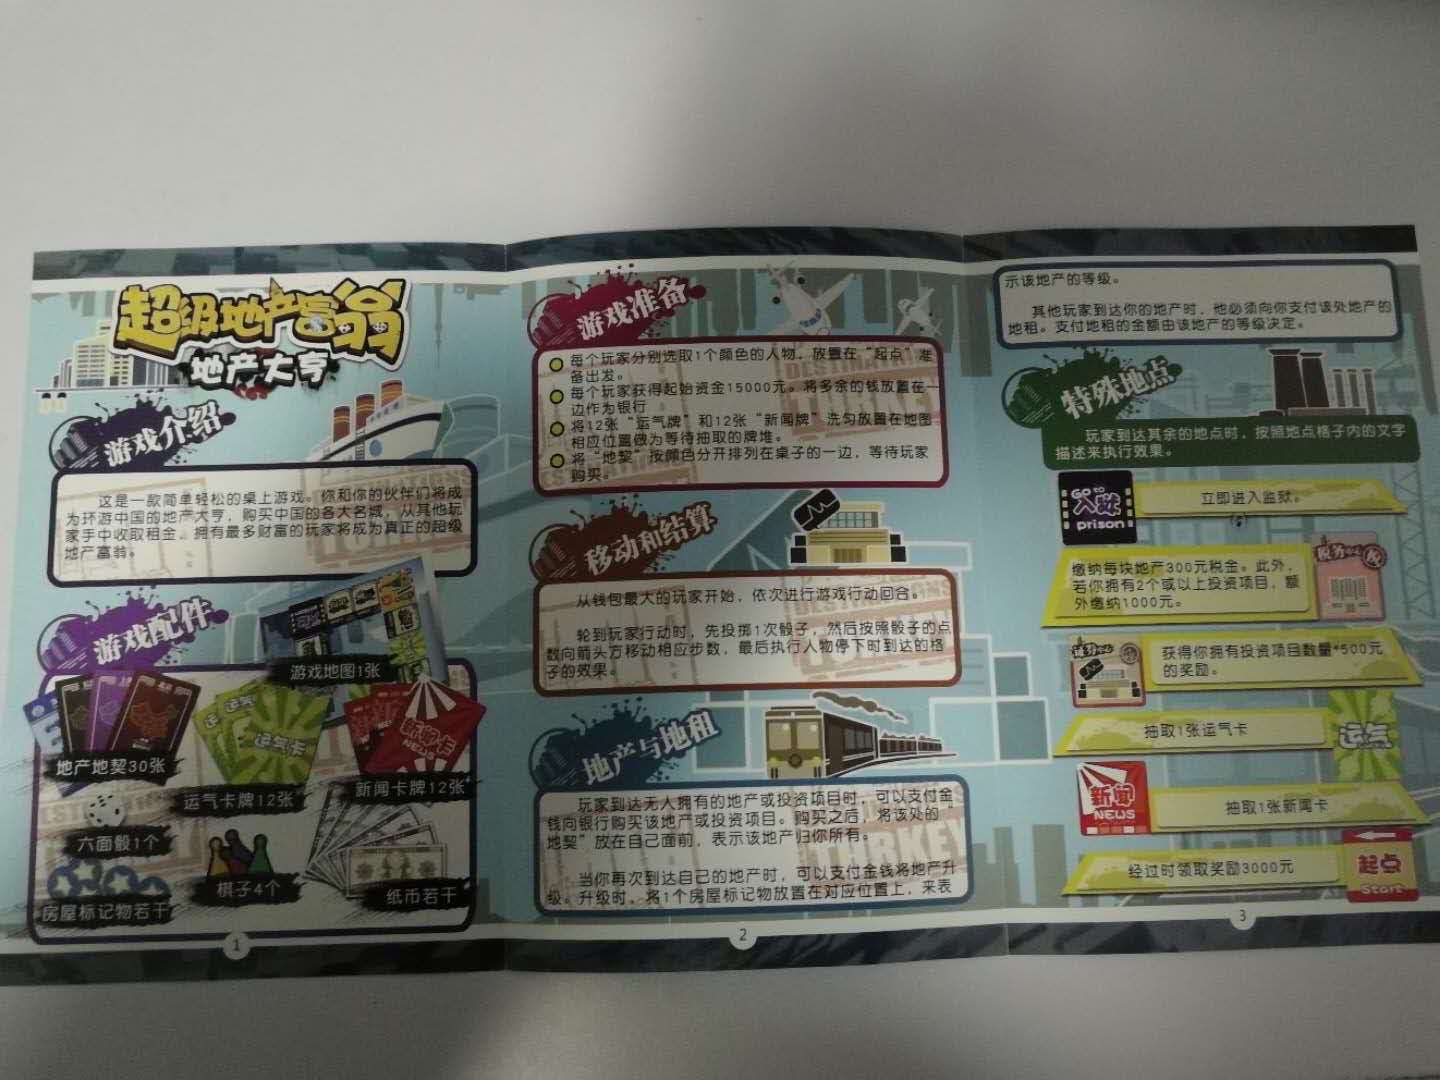 超级地产富翁
地产大亨
游戏介绍
这是一款简单轻松的桌上游戏。你和你的伙伴们将成
为环游中国的地产大亨，购买中国的各大名城，从其他玩
家手中收取租金。拥有最多财富的玩家将成为真正的超级
地产富翁。
游戏配件
游戏地图1张
地产地契30张
运气卡牌12张
新闻卡牌12张
六面骰1个
棋子4个
纸币若干
房屋标记物若干
运气卡
新闻卡
NEWS
1
游戏准备
每个玩家分别选取1个颜色的人物，放置在“起点”准
备出发。
每个玩家获得起始资金15000元。将多余的钱放置在一
边作为银行
将12张“运气牌”和12张“新闻牌”洗匀放置在地图
相应位置做为等待抽取的牌堆。
将“地契”按颜色分开排列在桌子的一边，等待玩家
购买。
移动和结算
从钱包最大的玩家开始，依次进行游戏行动回合。
轮到玩家行动时，先投掷1次骰子，然后按照骰子的点
数向箭头方移动相应步数，最后执行人物停下时到达的格
子的效果。
地产与地租
玩家到达无人拥有的地产或投资项目时，可以支付金
钱向银行购买该地产或投资项目。购买之后，将该处的“
地契”放在自己面前，表示该地产归你所有。
当你再次到达自己的地产时，可以支付金钱将地产升
级。升级时，将1个房屋标记物放置在对应位置上，来表
2
示该地产的等级。
其他玩家到达你的地产时，他必须向你支付该处地产的
地租。支付地租的金额由该地产的等级决定。
特殊地点
玩家到达其余的地点时，按照地点格子内的文字
描述来执行效果。
GO TO
入狱
prison
立即进入监狱。
缴纳每块地产300元税金。此外，
若你拥有2个或以上投资项目，额
外缴纳1000元。
税务中心
税
证券中心
获得你拥有投资项目数量*500元
的奖励。
抽取1张运气卡
运气
新闻
NEWS
抽取1张新闻卡
经过时领取奖励3000元
起点
Start
3